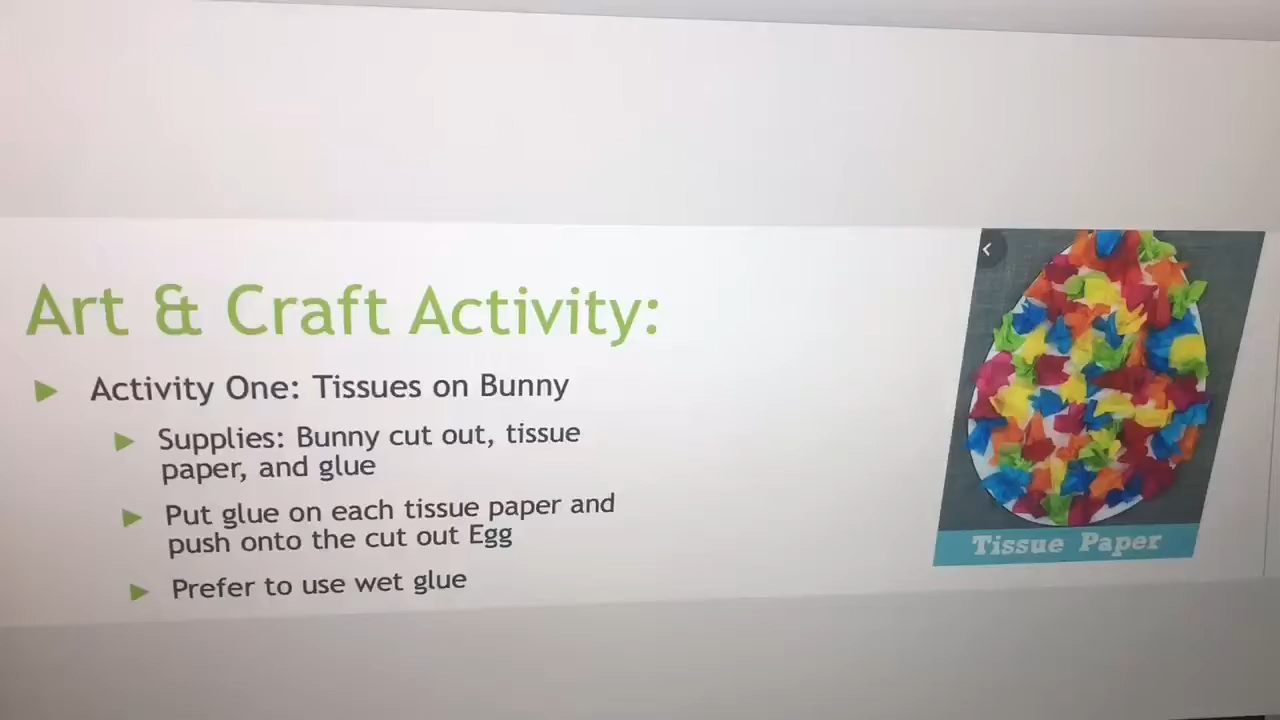 Art & Craft Activity:
Activity One: Tissues on Bunny
Supplies: Bunny cut out, tissue
paper, and glue
Put glue on each tissue paper and
push onto the cut out Egg
Prefer to use wet glue
Tissue Paper